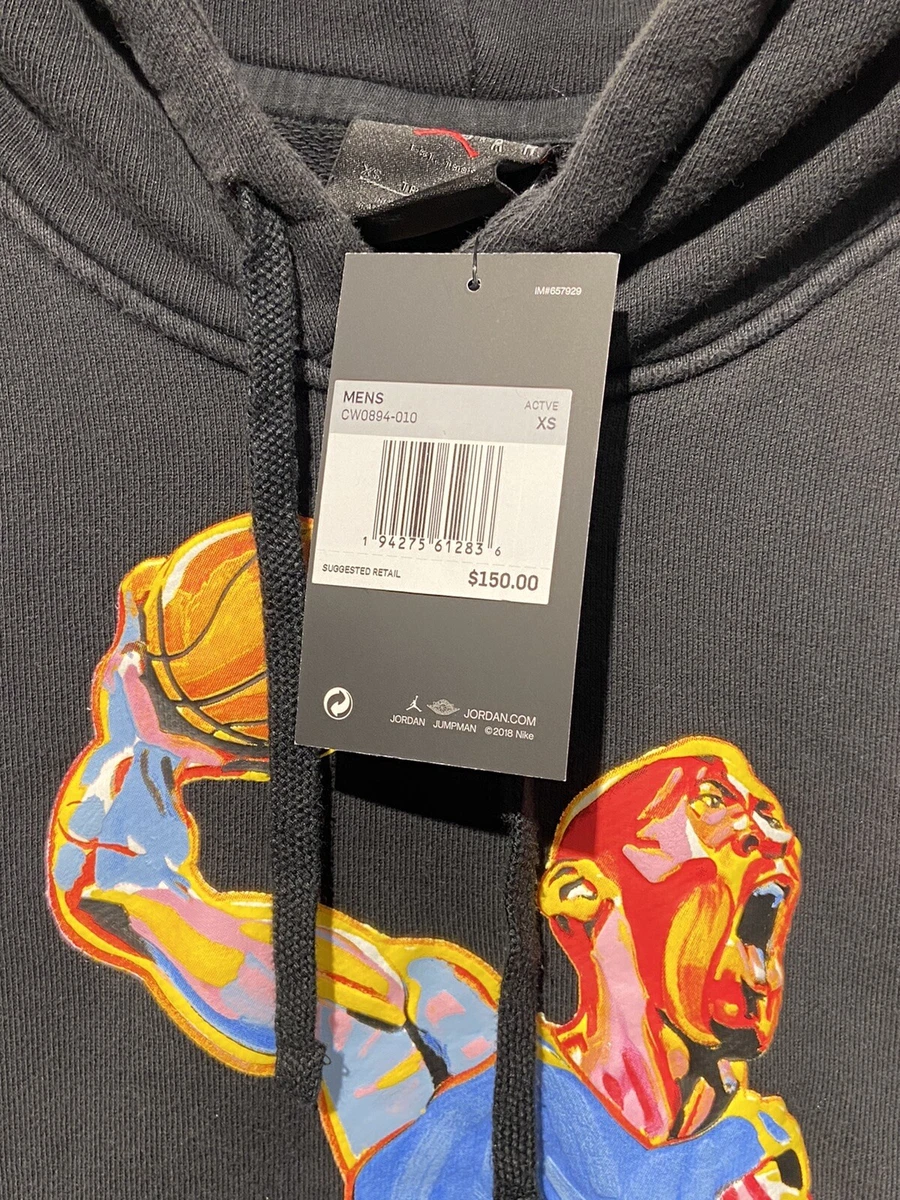 XS
IM#657929
MENS
CW0894-010
ACTVE
XS
1 94275 61283 6
SUGGESTED RETAIL
$150.00
JORDAN JUMPMAN
JORDAN.COM
©2018 Nike